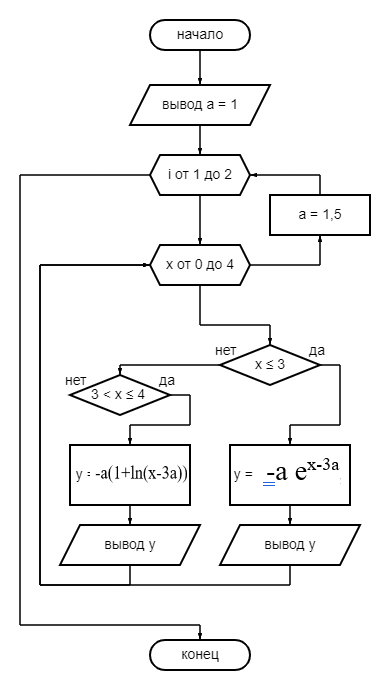 начало
вывод a = 1
i от 1 до 2
a = 1,5
x от 0 до 4
нет
да
x ≤ 3
нет
да
3 < x ≤ 4
y = -a(1+ln(x-3a))
y = -a e^x-3a
вывод y
вывод y
конец